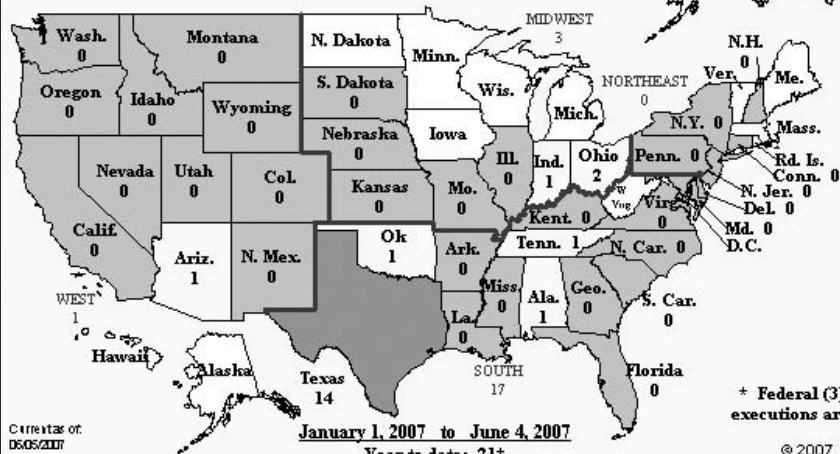 MIDWEST
3
Wash.
0
Montana
0
N. Dakota
Minn.
N.H.
0
Ver.
Me.
Oregon
0
Idaho
0
Wyoming
0
S. Dakota
0
Wis.
Mich.
NORTHEAST
0
N.Y. 0
Mass.
Nebraska
0
Iowa
Rd. Is.
Conn. 0
Nevada
0
Utah
0
Col.
0
Kansas
0
Mo.
0
Ill.
0
Ind.
1
Ohio
2
Penn. 0
N. Jer. 0
Del. 0
Md. 0
D.C.
W
Virg
Virg.
0
Kent. 0
Calif.
0
Ariz.
1
N. Mex.
0
Ok
1
Ark.
0
Tenn. 1
N. Car. 0
S. Car.
0
WEST
1
Miss.
0
Ala.
1
Geo.
0
La.
0
Hawaii
Alaska
Texas
14
SOUTH
17
Florida
0
* Federal (3)
executions ar
Current as of:
06/05/2007
January 1, 2007 to June 4, 2007
Year to date: 21*
© 2007